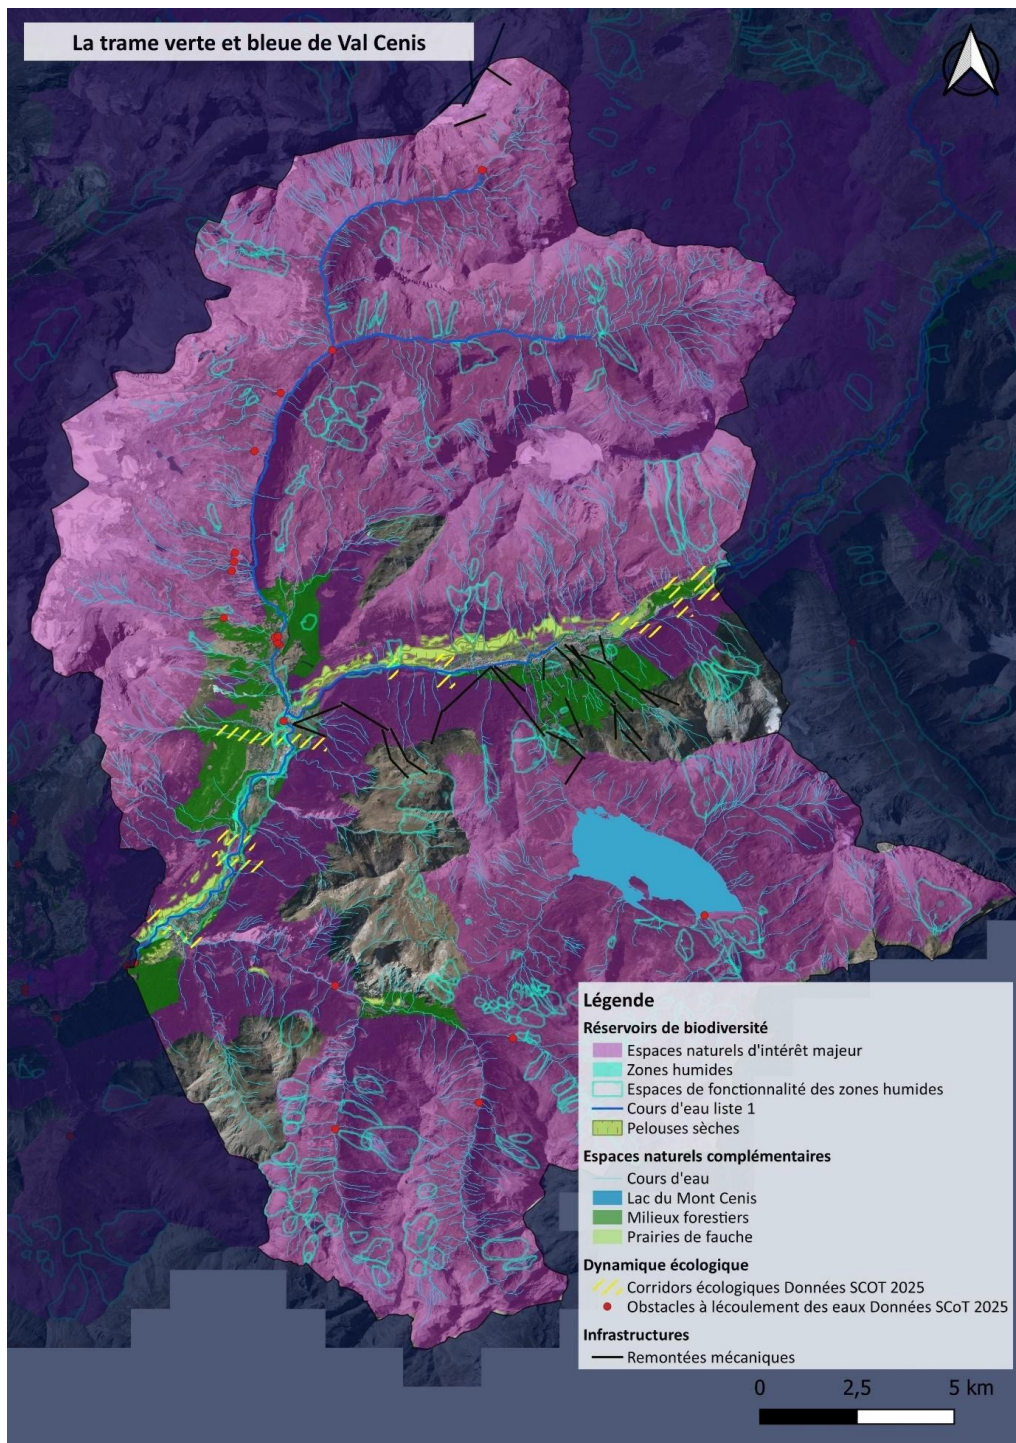 La trame verte et bleue de Val Cenis
Légende
Réservoirs de biodiversité
Espaces naturels d'intérêt majeur
Zones humides
Espaces de fonctionnalité des zones humides
Cours d'eau liste 1
Pelouses sèches
Espaces naturels complémentaires
Cours d'eau
Lac du Mont Cenis
Milieux forestiers
Prairies de fauche
Dynamique écologique
Corridors écologiques Données SCOT 2025
Obstacles à lécoulement des eaux Données SCoT 2025
Infrastructures
Remontées mécaniques
0 2,5 5 km